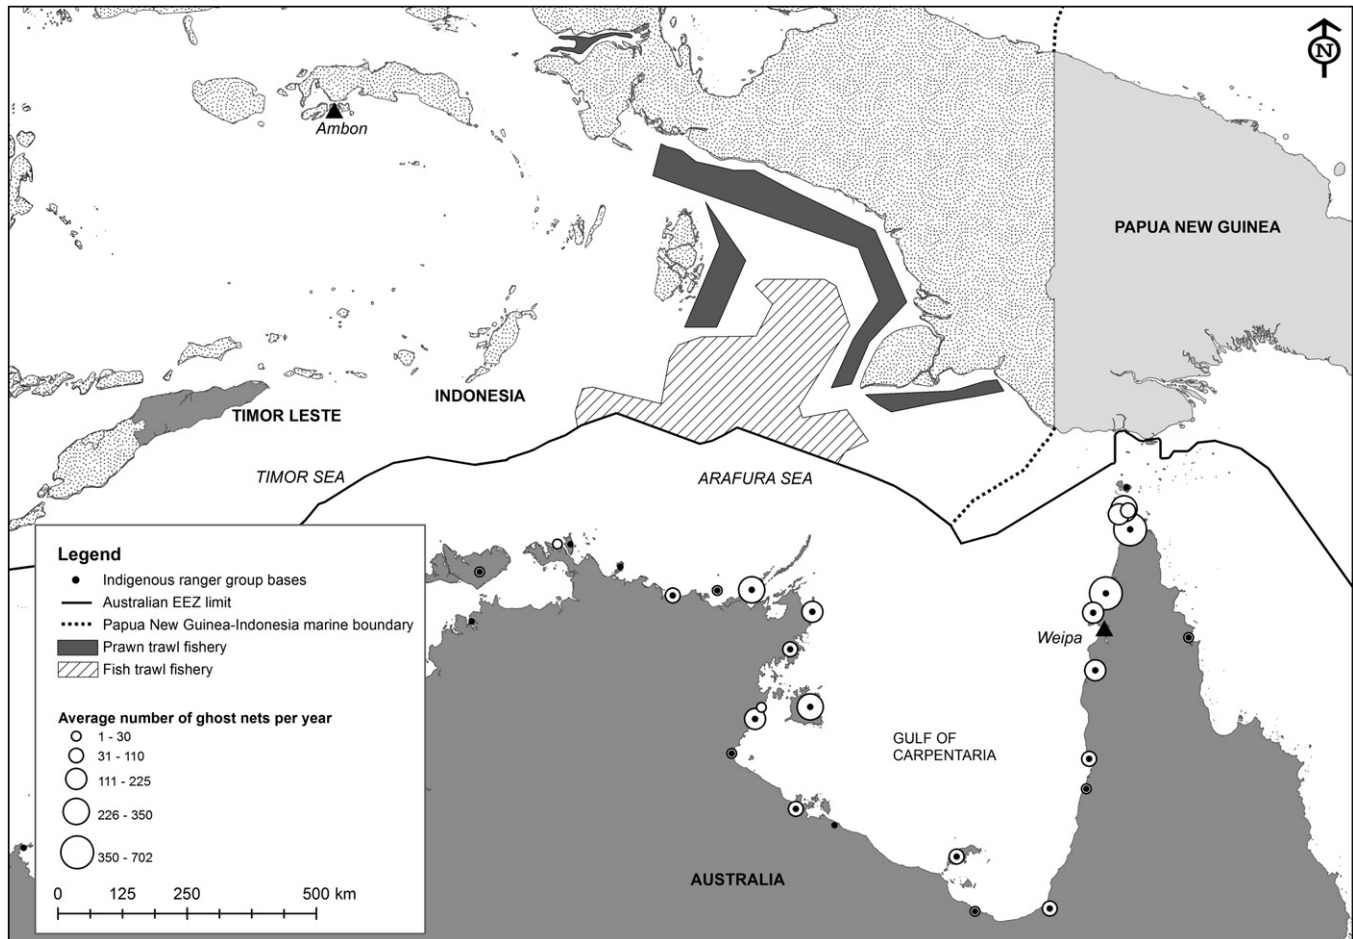 N
Ambon
PAPUA NEW GUINEA
INDONESIA
TIMOR LESTE
TIMOR SEA
ARAFURA SEA
Legend
Indigenous ranger group bases
Australian EEZ limit
Papua New Guinea-Indonesia marine boundary
Prawn trawl fishery
Fish trawl fishery
Average number of ghost nets per year
1 - 30
31 - 110
111 - 225
226 - 350
350 - 702
0 125 250 500 km
Weipa
GULF OF
CARPENTARIA
AUSTRALIA